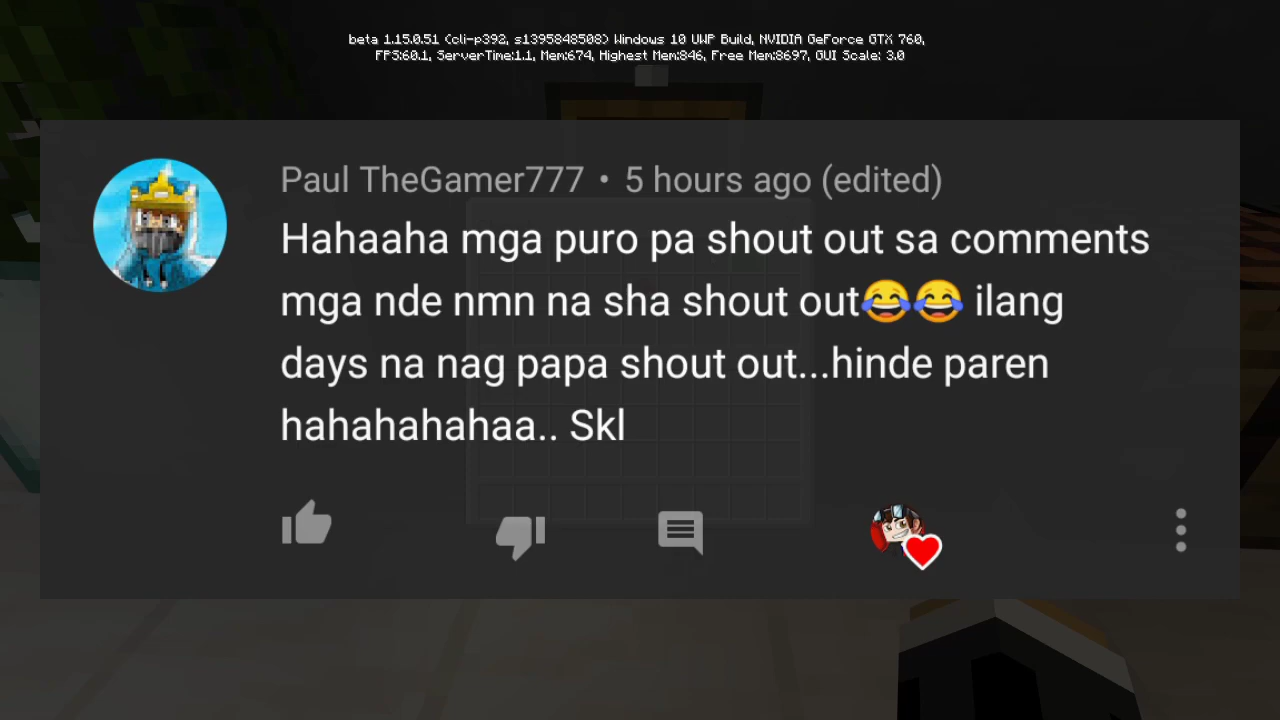 beta 1.15.0.51 (cli-p392, s1395848508) Windows 10 UWP Build, NVIDIA GeForce GTX 760,
FPS:60.1, ServerTime:1.1, Mem:674, Highest Mem:846, Free Mem:8697, GUI Scale: 3.0
Paul TheGamer777 • 5 hours ago (edited)
Hahaaha mga puro pa shout out sa comments
mga nde nmn na sha shout out😂😂 ilang
days na nag papa shout out...hinde paren
hahahahahaa.. Skl